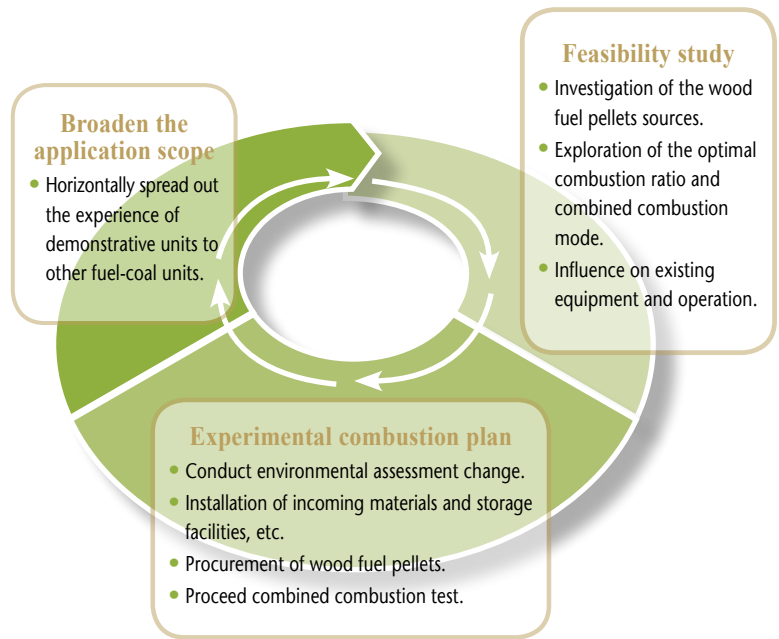 Feasibility study
• Investigation of the wood
fuel pellets sources.
• Exploration of the optimal
combustion ratio and
combined combustion
mode.
• Influence on existing
equipment and operation.
Experimental combustion plan
• Conduct environmental assessment change.
• Installation of incoming materials and storage
facilities, etc.
• Procurement of wood fuel pellets.
• Proceed combined combustion test.
Broaden the
application scope
• Horizontally spread out
the experience of
demonstrative units to
other fuel-coal units.